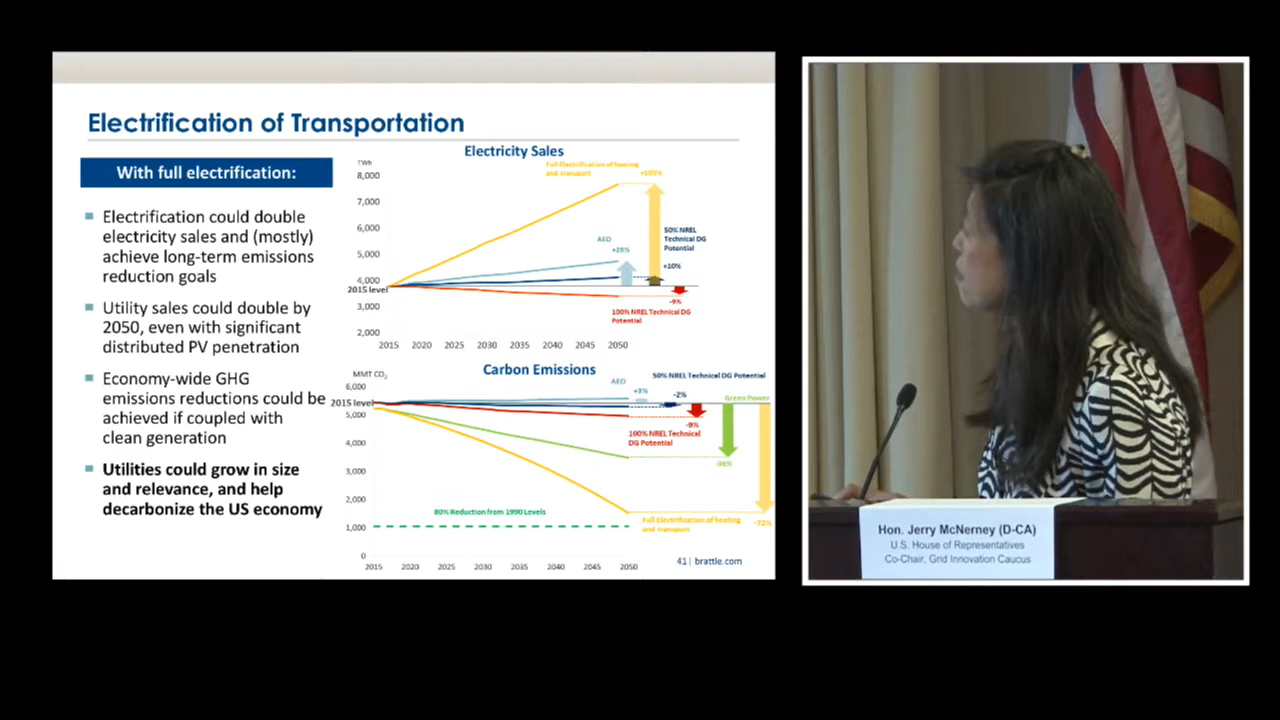 Electrification of Transportation
With full electrification:
Electrification could double
electricity sales and (mostly)
achieve long-term emissions
reduction goals
Utility sales could double by
2050, even with significant
distributed PV penetration
Economy-wide GHG
emissions reductions could be
achieved if coupled with
clean generation
Utilities could grow in size
and relevance, and help
decarbonize the US economy
Electricity Sales
TWh
8,000
7,000
6,000
5,000
4,000
2015 level
3,000
2,000
2015 2020 2025 2030 2035 2040 2045 2050
Full Electrification of heating
and transport
+105%
AEO
50% NREL
Technical DG
Potential
+10%
-9%
100% NREL Technical DG
Potential
Carbon Emissions
MMT CO2
6,000
2015 level
5,000
4,000
3,000
2,000
1,000
0
2015 2020 2025 2030 2035 2040 2045 2050
AEO
+3%
50% NREL Technical DG Potential
-2%
Green Power
-9%
100% NREL Technical
DG Potential
80% Reduction from 1990 Levels
Full Electrification of heating
and transport
41 | brattle.com
Hon. Jerry McNerney (D-CA)
U.S. House of Representatives
Co-Chair, Grid Innovation Caucus